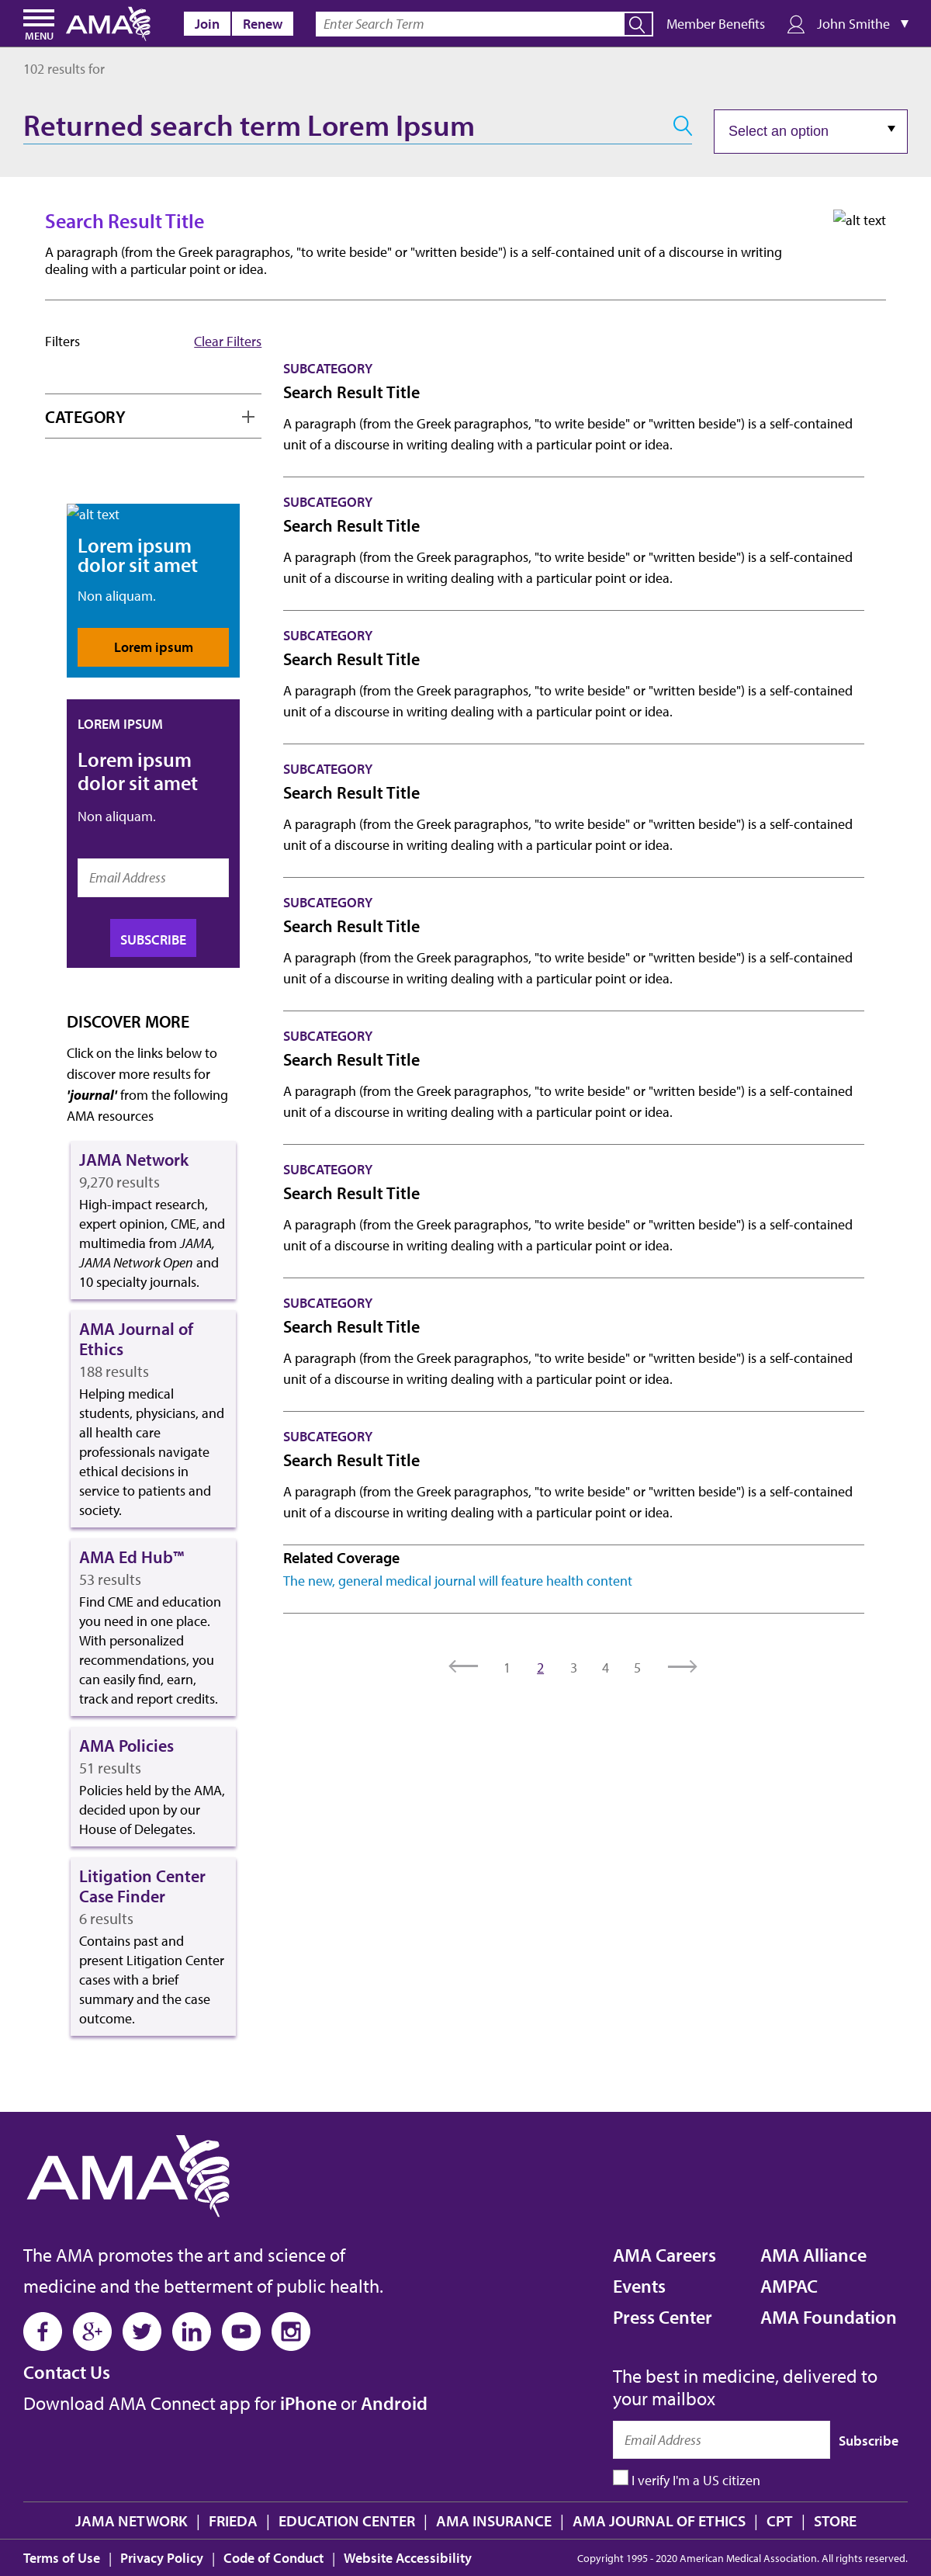 MENU
AMA
Join
Renew
Enter Search Term
Member Benefits
John Smithe
102 results for
Returned search term Lorem Ipsum
Select an option
Search Result Title
alt text
A paragraph (from the Greek paragraphos, "to write beside" or "written beside") is a self-contained unit of a discourse in writing
dealing with a particular point or idea.
Filters
Clear Filters
CATEGORY
alt text
Lorem ipsum
dolor sit amet
Non aliquam.
Lorem ipsum
LOREM IPSUM
Lorem ipsum
dolor sit amet
Non aliquam.
Email Address
SUBSCRIBE
DISCOVER MORE
Click on the links below to
discover more results for
'journal' from the following
AMA resources
JAMA Network
9,270 results
High-impact research,
expert opinion, CME, and
multimedia from JAMA,
JAMA Network Open and
10 specialty journals.
AMA Journal of
Ethics
188 results
Helping medical
students, physicians, and
all health care
professionals navigate
ethical decisions in
service to patients and
society.
AMA Ed Hub™
53 results
Find CME and education
you need in one place.
With personalized
recommendations, you
can easily find, earn,
track and report credits.
AMA Policies
51 results
Policies held by the AMA,
decided upon by our
House of Delegates.
Litigation Center
Case Finder
6 results
Contains past and
present Litigation Center
cases with a brief
summary and the case
outcome.
SUBCATEGORY
Search Result Title
A paragraph (from the Greek paragraphos, "to write beside" or "written beside") is a self-contained
unit of a discourse in writing dealing with a particular point or idea.
SUBCATEGORY
Search Result Title
A paragraph (from the Greek paragraphos, "to write beside" or "written beside") is a self-contained
unit of a discourse in writing dealing with a particular point or idea.
SUBCATEGORY
Search Result Title
A paragraph (from the Greek paragraphos, "to write beside" or "written beside") is a self-contained
unit of a discourse in writing dealing with a particular point or idea.
SUBCATEGORY
Search Result Title
A paragraph (from the Greek paragraphos, "to write beside" or "written beside") is a self-contained
unit of a discourse in writing dealing with a particular point or idea.
SUBCATEGORY
Search Result Title
A paragraph (from the Greek paragraphos, "to write beside" or "written beside") is a self-contained
unit of a discourse in writing dealing with a particular point or idea.
SUBCATEGORY
Search Result Title
A paragraph (from the Greek paragraphos, "to write beside" or "written beside") is a self-contained
unit of a discourse in writing dealing with a particular point or idea.
SUBCATEGORY
Search Result Title
A paragraph (from the Greek paragraphos, "to write beside" or "written beside") is a self-contained
unit of a discourse in writing dealing with a particular point or idea.
SUBCATEGORY
Search Result Title
A paragraph (from the Greek paragraphos, "to write beside" or "written beside") is a self-contained
unit of a discourse in writing dealing with a particular point or idea.
SUBCATEGORY
Search Result Title
A paragraph (from the Greek paragraphos, "to write beside" or "written beside") is a self-contained
unit of a discourse in writing dealing with a particular point or idea.
Related Coverage
The new, general medical journal will feature health content
1 2 3 4 5
AMA
The AMA promotes the art and science of
medicine and the betterment of public health.
Contact Us
Download AMA Connect app for iPhone or Android
AMA Careers
Events
Press Center
AMA Alliance
AMPAC
AMA Foundation
The best in medicine, delivered to
your mailbox
Email Address
Subscribe
I verify I'm a US citizen
JAMA NETWORK | FRIEDA | EDUCATION CENTER | AMA INSURANCE | AMA JOURNAL OF ETHICS | CPT | STORE
Terms of Use | Privacy Policy | Code of Conduct | Website Accessibility
Copyright 1995 - 2020 American Medical Association. All rights reserved.